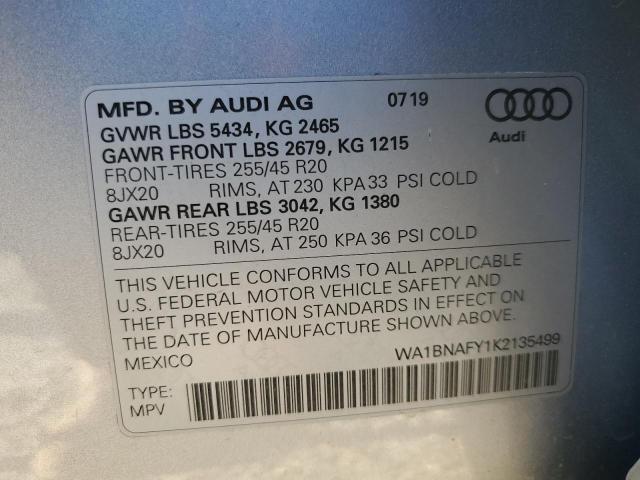 MFD. BY AUDI AG 07 19
GVWR LBS 5434, KG 2465
GAWR FRONT LBS 2679, KG 1215
FRONT-TIRES 255/45 R20
8JX20 RIMS, AT 230 KPA 33 PSI COLD
GAWR REAR LBS 3042, KG 1380
REAR-TIRES 255/45 R20
8JX20 RIMS, AT 250 KPA 36 PSI COLD
Audi
THIS VEHICLE CONFORMS TO ALL APPLICABLE
U.S. FEDERAL MOTOR VEHICLE SAFETY AND
THEFT PREVENTION STANDARDS IN EFFECT ON
THE DATE OF MANUFACTURE SHOWN ABOVE.
MEXICO
WA1BNAFY1K2135499
TYPE:
MPV